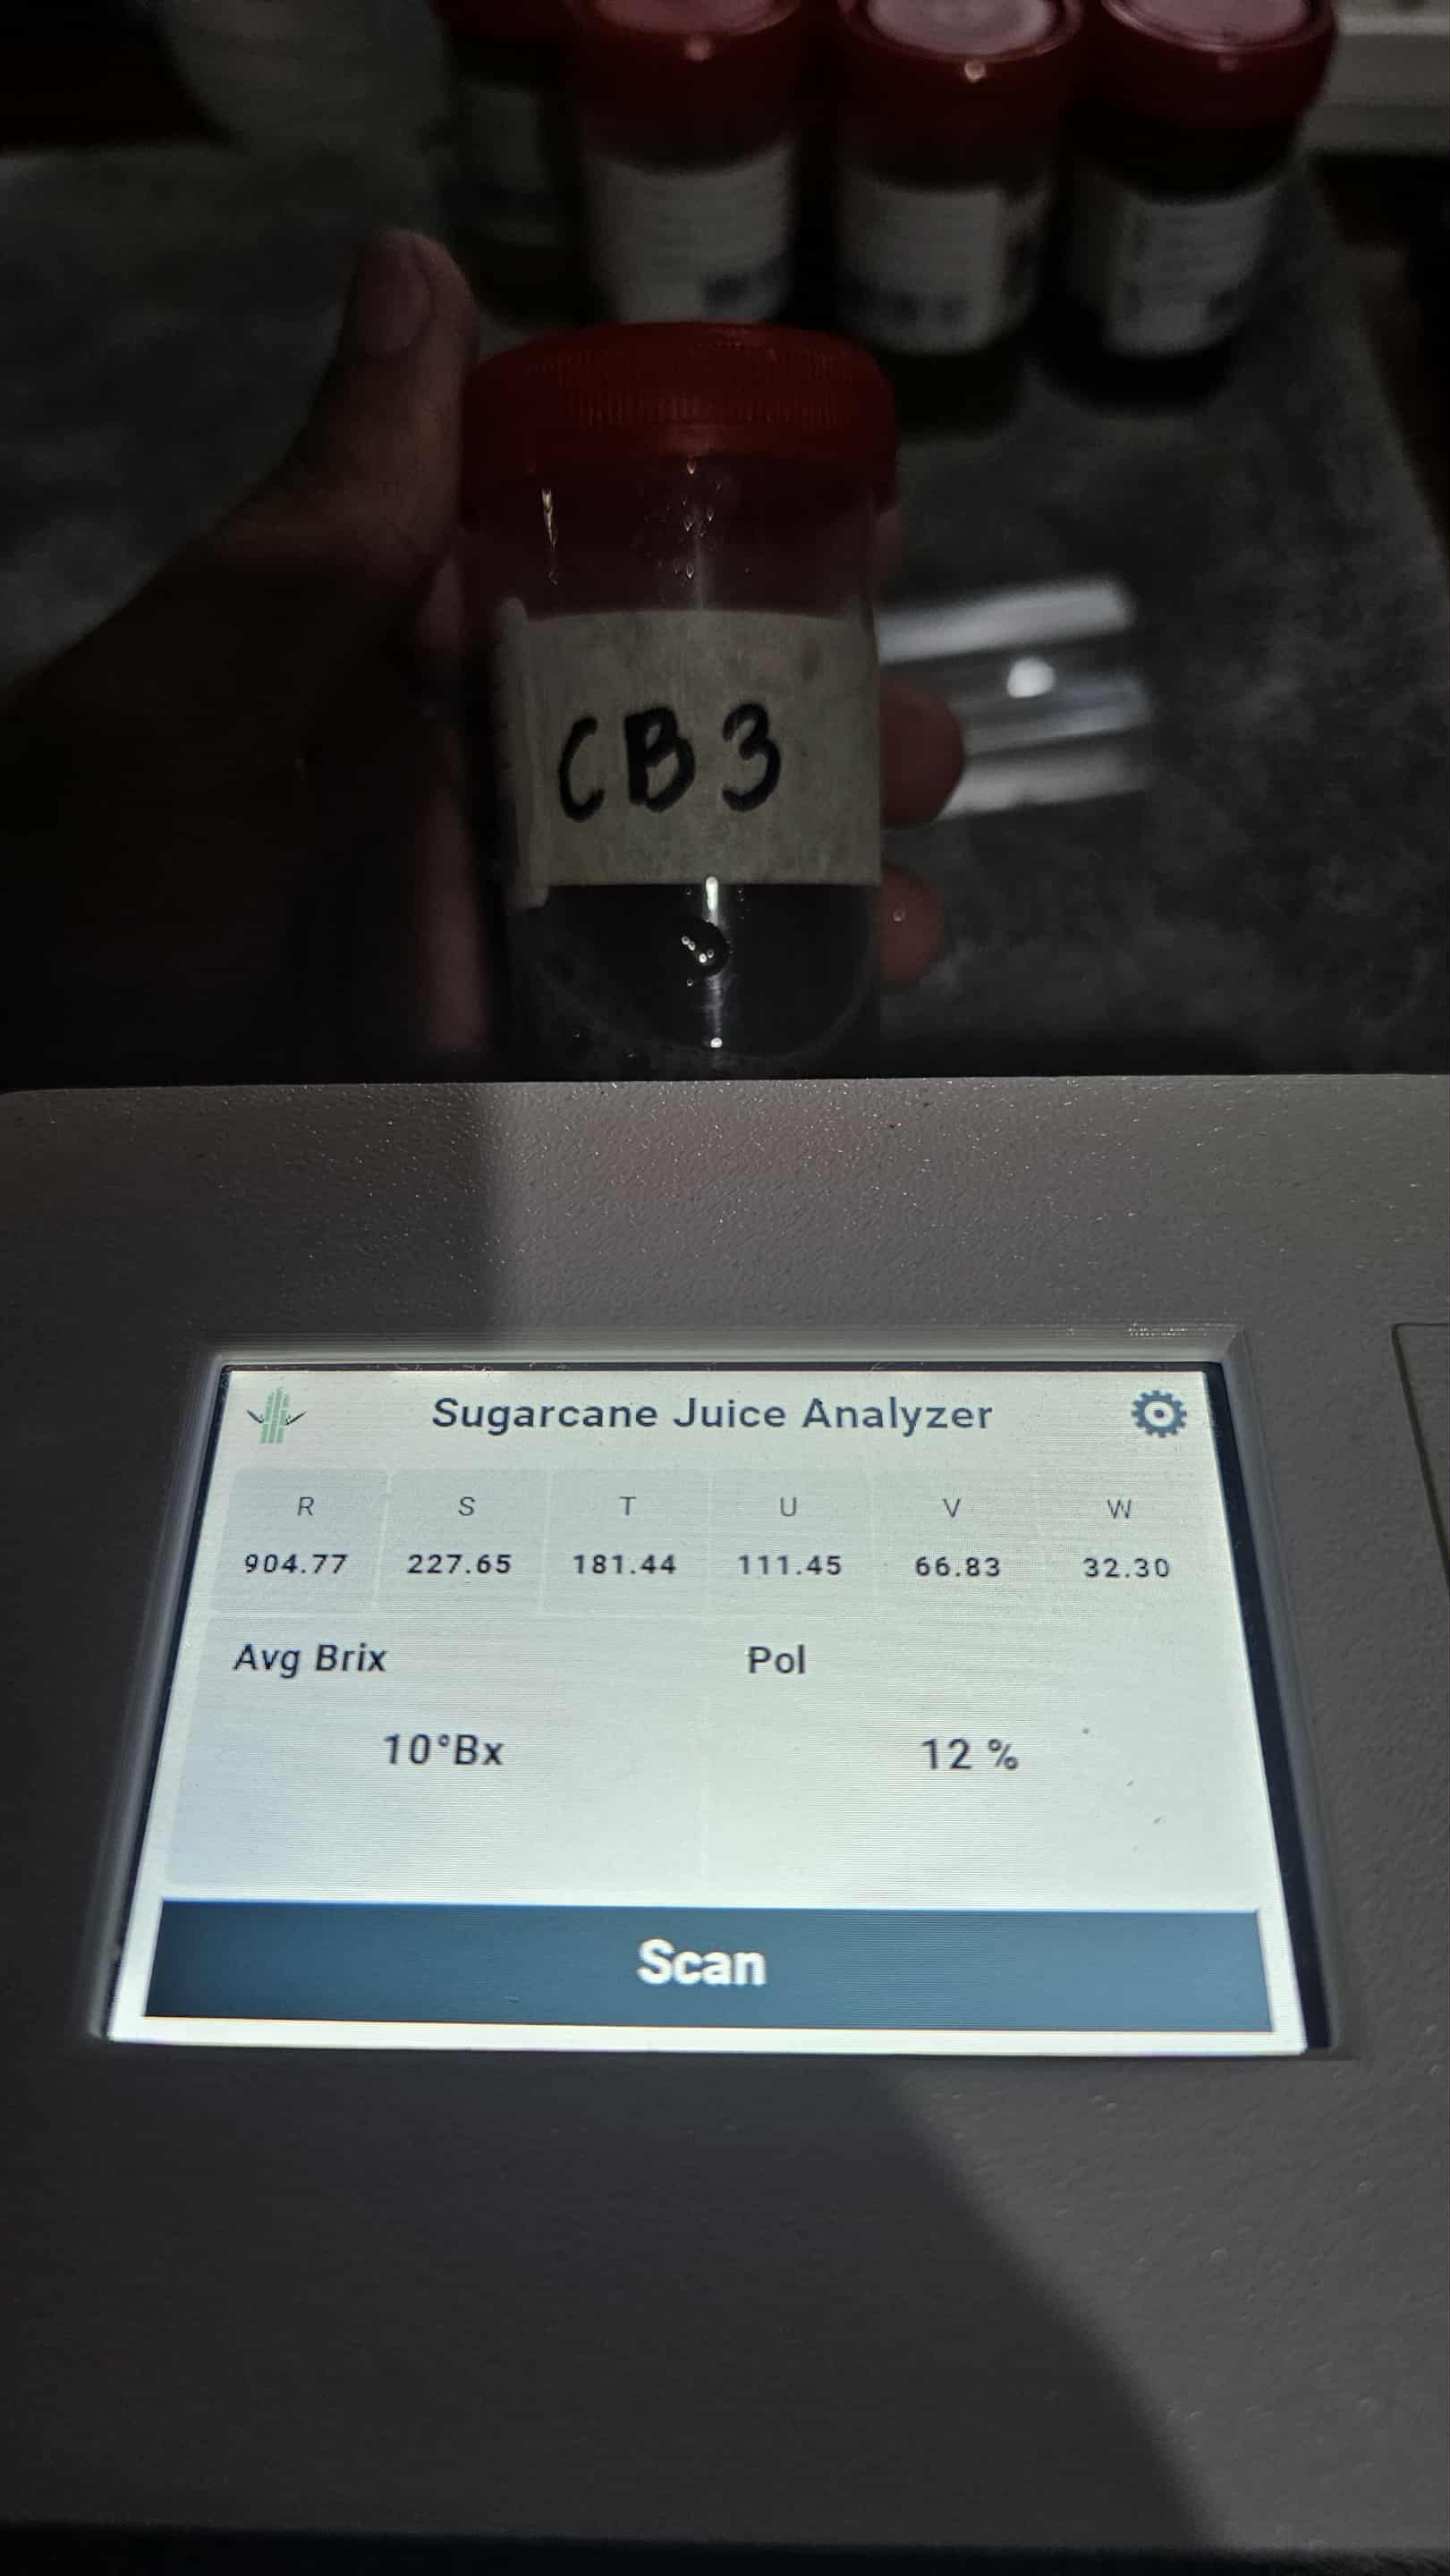 CB3
Sugarcane Juice Analyzer
R S T U V W
904.77 227.65 181.44 111.45 66.83 32.30
Avg Brix Pol
10°Bx 12 %
Scan